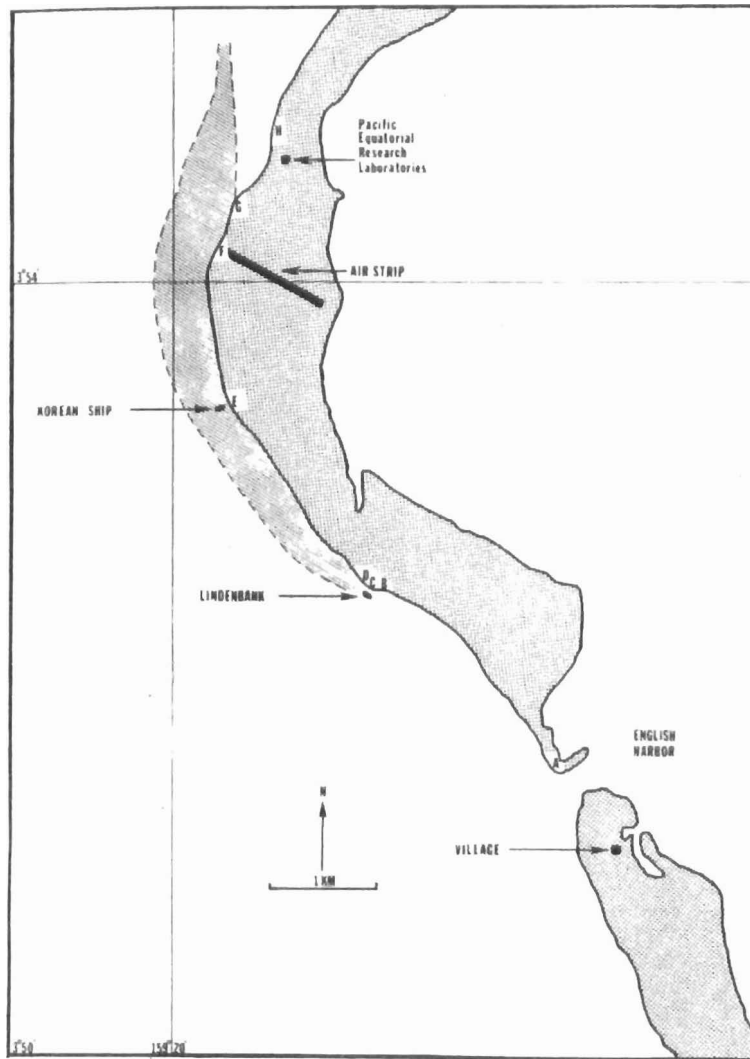 H
Pacific
Equatorial
Research
Laboratories
G
F
AIR STRIP
3°54'
E
KOREAN SHIP
D C B
LINDENBANK
ENGLISH
HARBOR
A
N
VILLAGE
1 KM
3°50'
159°20'